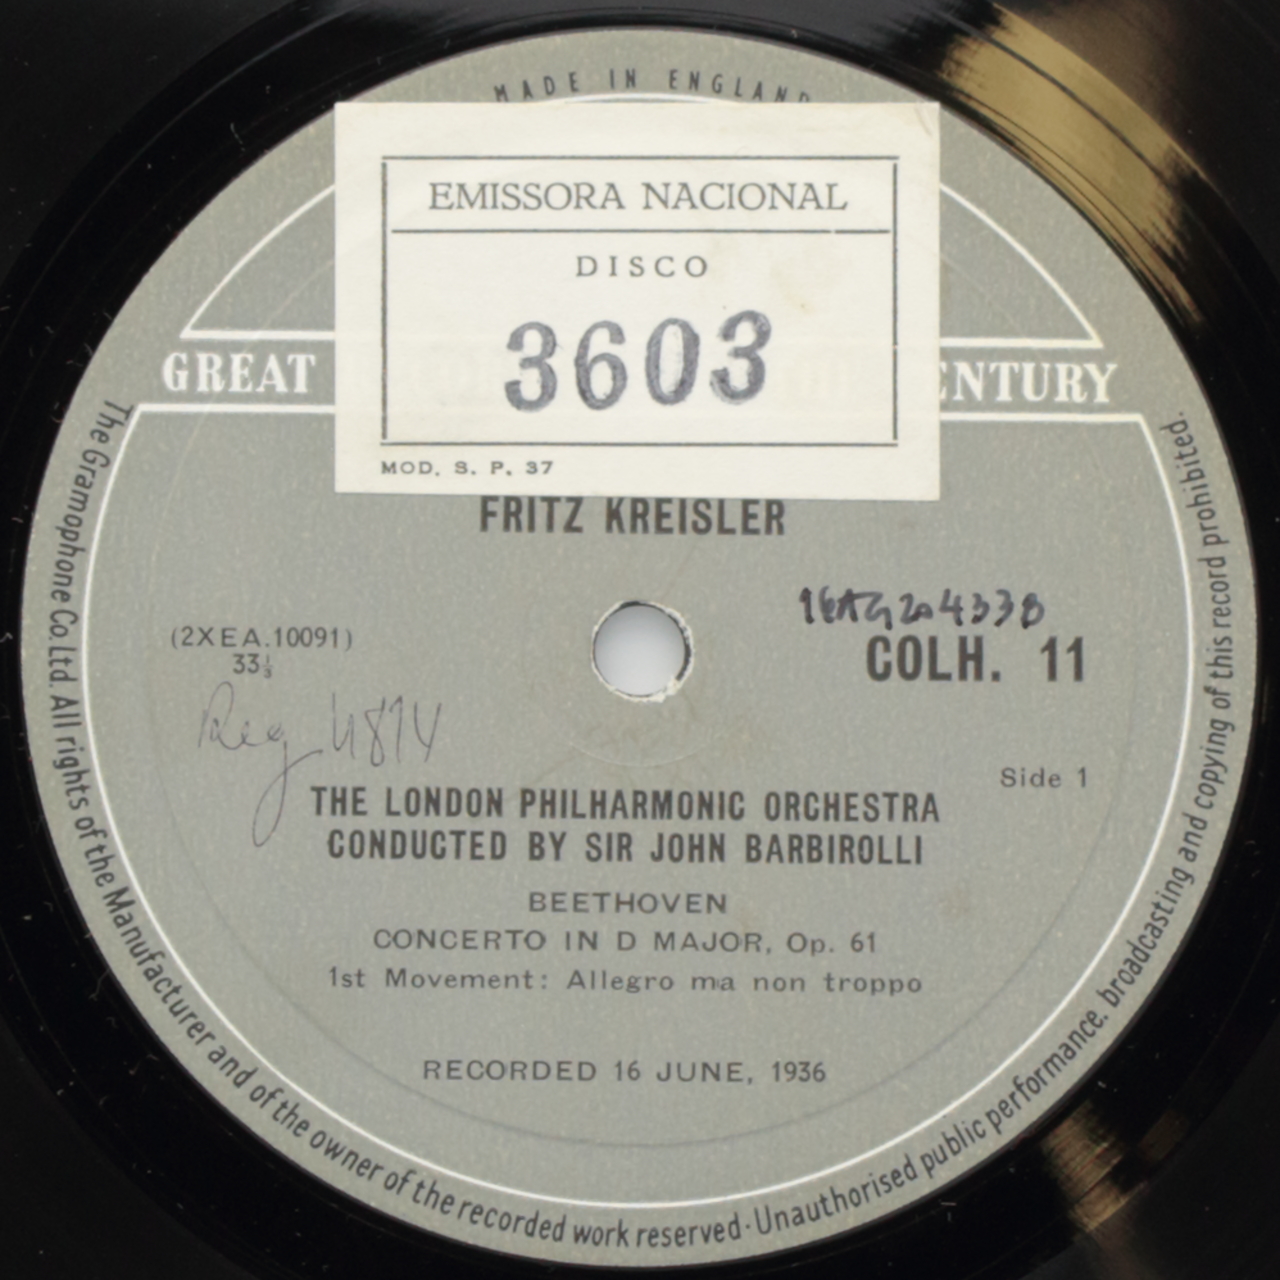 MADE IN ENGLAND
EMISSORA NACIONAL
DISCO
3603
MOD. S. P. 37
GREAT ENTURY
FRITZ KREISLER
COLH. 11
(2XEA.10091)
33⅓
Reg 4814
Side 1
THE LONDON PHILHARMONIC ORCHESTRA
CONDUCTED BY SIR JOHN BARBIROLLI
BEETHOVEN
CONCERTO IN D MAJOR, Op. 61
1st Movement: Allegro ma non troppo
RECORDED 16 JUNE, 1936
The Gramophone Co. Ltd. All rights of the Manufacturer and of the owner of the recorded work reserved · Unauthorised public performance, broadcasting and copying of this record prohibited.